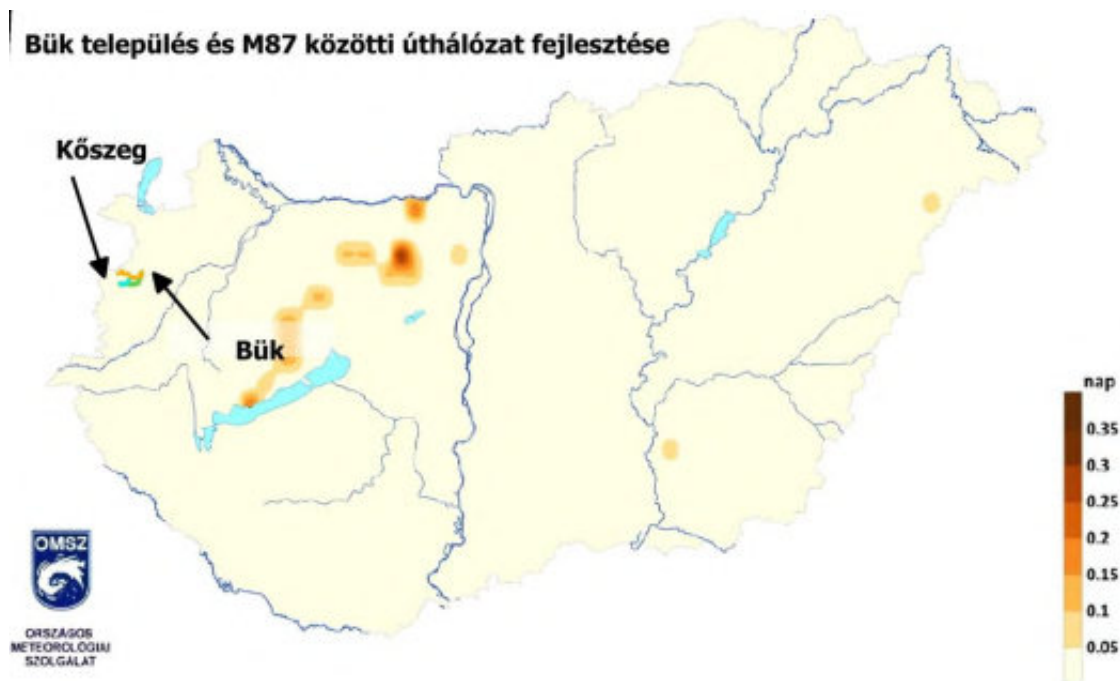 Bük település és M87 közötti úthálózat fejlesztése
Kőszeg
Bük
nap
0.35
0.3
0.25
0.2
0.15
0.1
0.05
OMSZ
ORSZÁGOS
METEOROLÓGIAI
SZOLGÁLAT